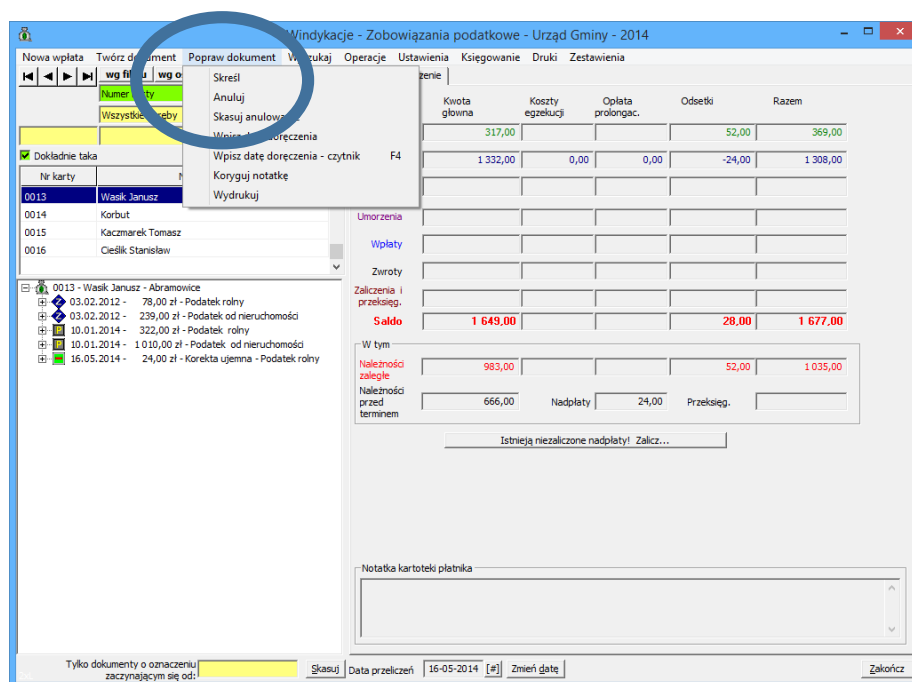 Windykacje - Zobowiązania podatkowe - Urząd Gminy - 2014
Nowa wpłata Twórz dokument Popraw dokument Operacje Ustawienia Księgowanie Druki Zestawienia
wg
wg
Skreśl
Anuluj
Skasuj
Wpisz datę doręczenia - czytnik F4
Koryguj notatkę
Wydrukuj
Numer
Wszystkie
Dokładnie taka
Nr karty
0013 Wasik Janusz
0014 Korbut
0015 Kaczmarek Tomasz
0016 Cieślik Stanisław
0013 - Wasik Janusz - Abramowice
03.02.2012 - 78,00 zł - Podatek rolny
03.02.2012 - 239,00 zł - Podatek od nieruchomości
10.01.2014 - 322,00 zł - Podatek rolny
10.01.2014 - 1 010,00 zł - Podatek od nieruchomości
16.05.2014 - 24,00 zł - Korekta ujemna - Podatek rolny
Tylko dokumenty o oznaczeniu
zaczynającym się od:
Skasuj
Kwota głowna Koszty egzekucji Opłata prolongac. Odsetki Razem
317,00 52,00 369,00
1 332,00 0,00 0,00 -24,00 1 308,00
Umorzenia
Wpłaty
Zwroty
Zaliczenia i
przeksięg.
Saldo 1 649,00 28,00 1 677,00
W tym
Należności
zaległe 983,00 52,00 1 035,00
Należności
przed
terminem 666,00 Nadpłaty 24,00 Przeksięg.
Istnieją niezaliczone nadpłaty! Zalicz...
Notatka kartoteki płatnika
Data przeliczeń 16-05-2014 [#] Zmień datę
Zakończ